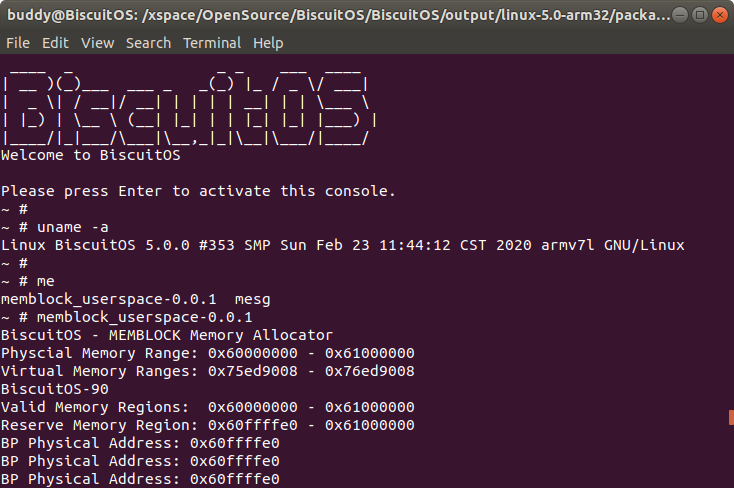 buddy@BiscuitOS: /xspace/OpenSource/BiscuitOS/BiscuitOS/output/linux-5.0-arm32/packa...
File Edit View Search Terminal Help
BiscuitOS
Welcome to BiscuitOS
Please press Enter to activate this console.
~ #
~ # uname -a
Linux BiscuitOS 5.0.0 #353 SMP Sun Feb 23 11:44:12 CST 2020 armv7l GNU/Linux
~ #
~ # me
memblock_userspace-0.0.1  mesg
~ # memblock_userspace-0.0.1
BiscuitOS - MEMBLOCK Memory Allocator
Physcial Memory Range: 0x60000000 - 0x61000000
Virtual Memory Ranges: 0x75ed9008 - 0x76ed9008
BiscuitOS-90
Valid Memory Regions:  0x60000000 - 0x61000000
Reserve Memory Region: 0x60ffffe0 - 0x61000000
BP Physical Address: 0x60ffffe0
BP Physical Address: 0x60ffffe0
BP Physical Address: 0x60ffffe0